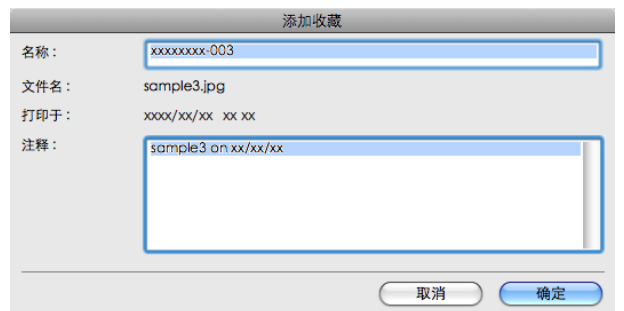 添加收藏
名称：
xxxxxxxx-003
文件名：
sample3.jpg
打印于：
xxxx/xx/xx xx xx
注释：
sample3 on xx/xx/xx
取消
确定